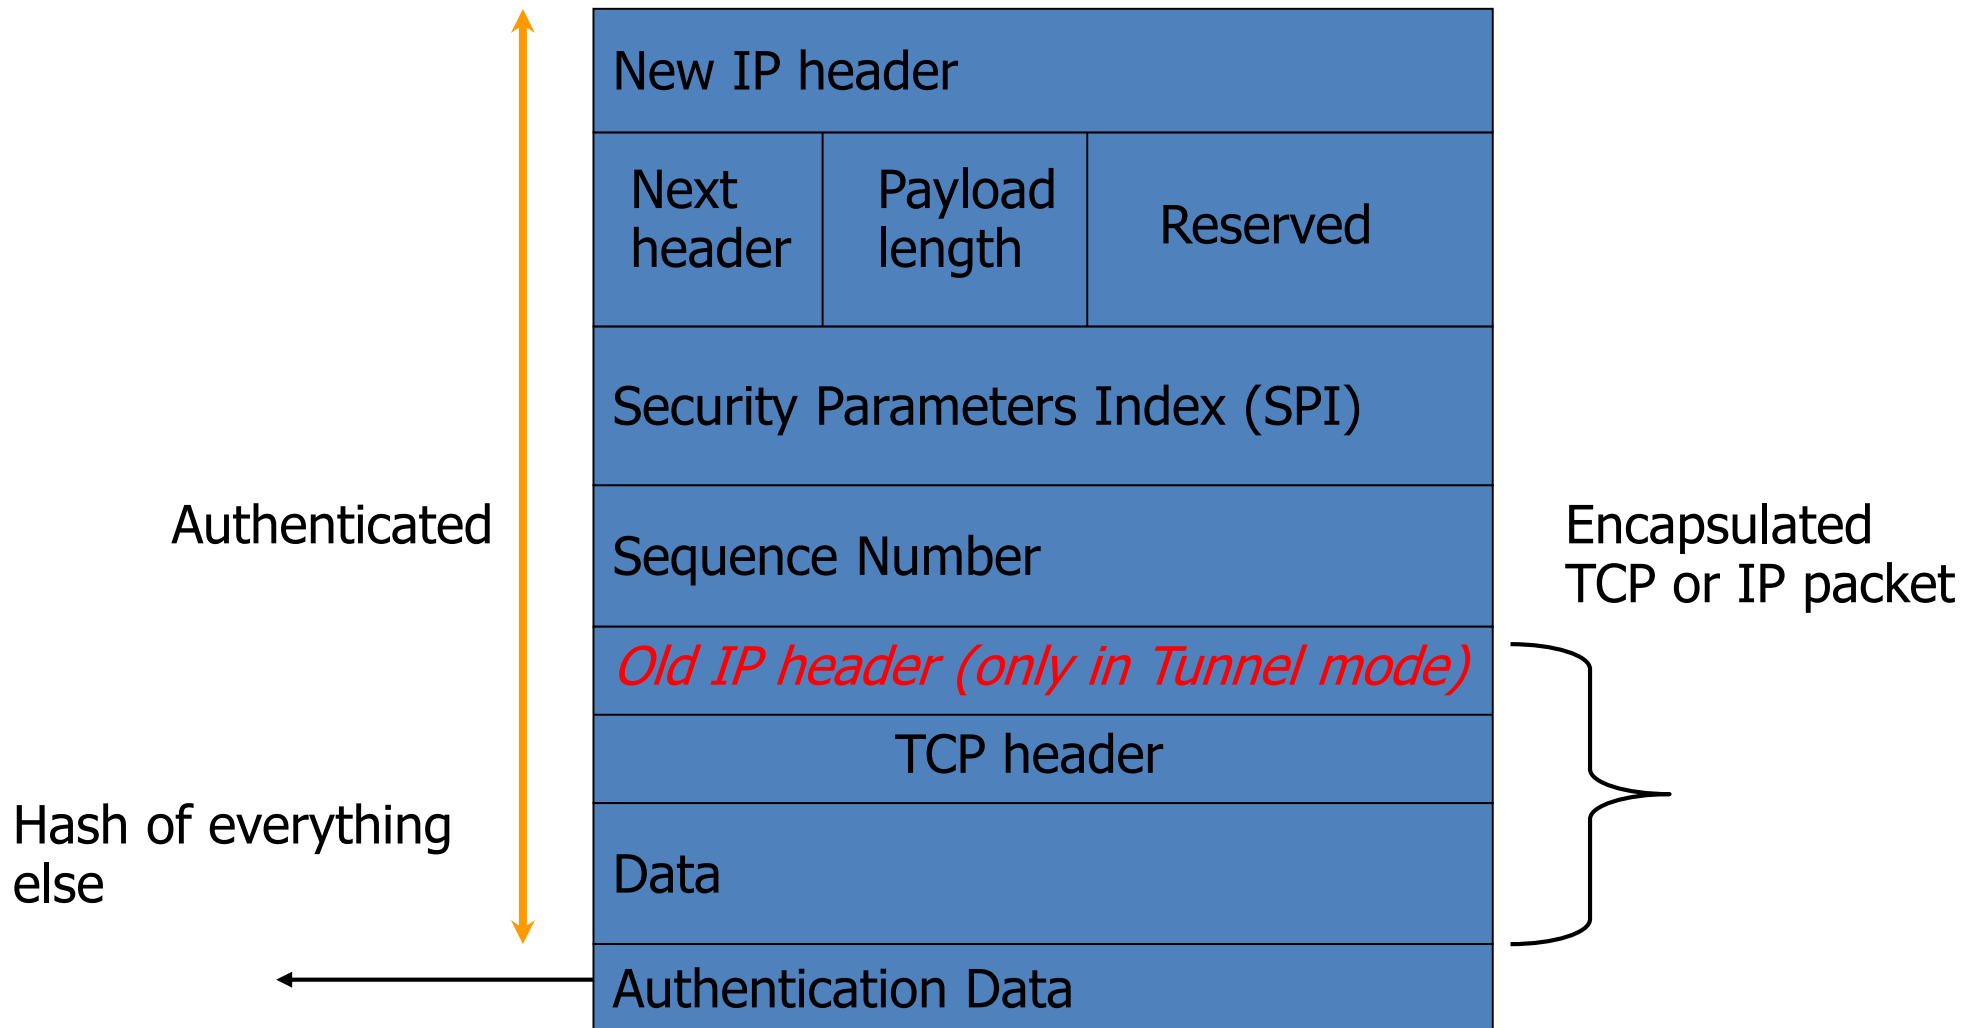 New IP header
Next
header
Payload
length
Reserved
Security Parameters Index (SPI)
Authenticated
Sequence Number
Encapsulated
TCP or IP packet
Old IP header (only in Tunnel mode)
TCP header
Hash of everything
else
Data
Authentication Data